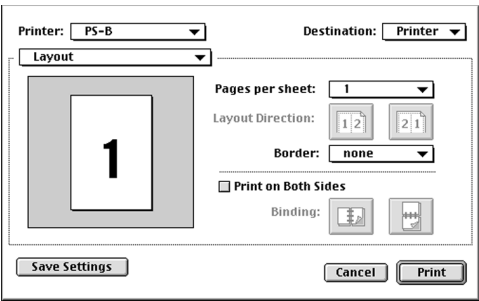 Printer: PS-B Destination: Printer
Layout
Pages per sheet: 1
Layout Direction: 1 2 2 1
1
Border: none
Print on Both Sides
Binding:
Save Settings Cancel Print